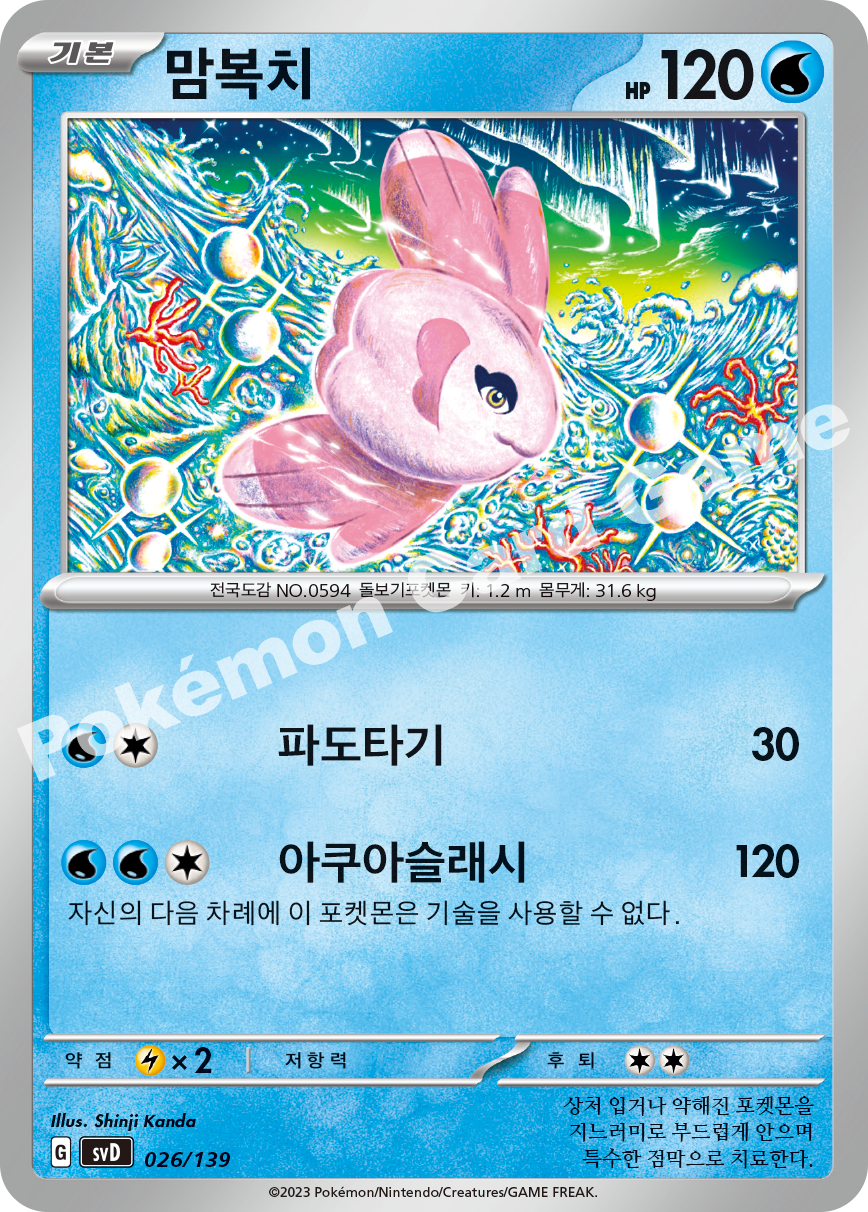 기본 맘복치 HP 120
전국도감 NO.0594 돌보기포켓몬 키: 1.2 m 몸무게: 31.6 kg
파도타기 30
아쿠아슬래시 120
자신의 다음 차례에 이 포켓몬은 기술을 사용할 수 없다.
약점 ×2 저항력 후퇴
Illus. Shinji Kanda
G svD 026/139
상처 입거나 약해진 포켓몬을
지느러미로 부드럽게 안으며
특수한 점막으로 치료한다.
©2023 Pokémon/Nintendo/Creatures/GAME FREAK.
Pokémon Card Game